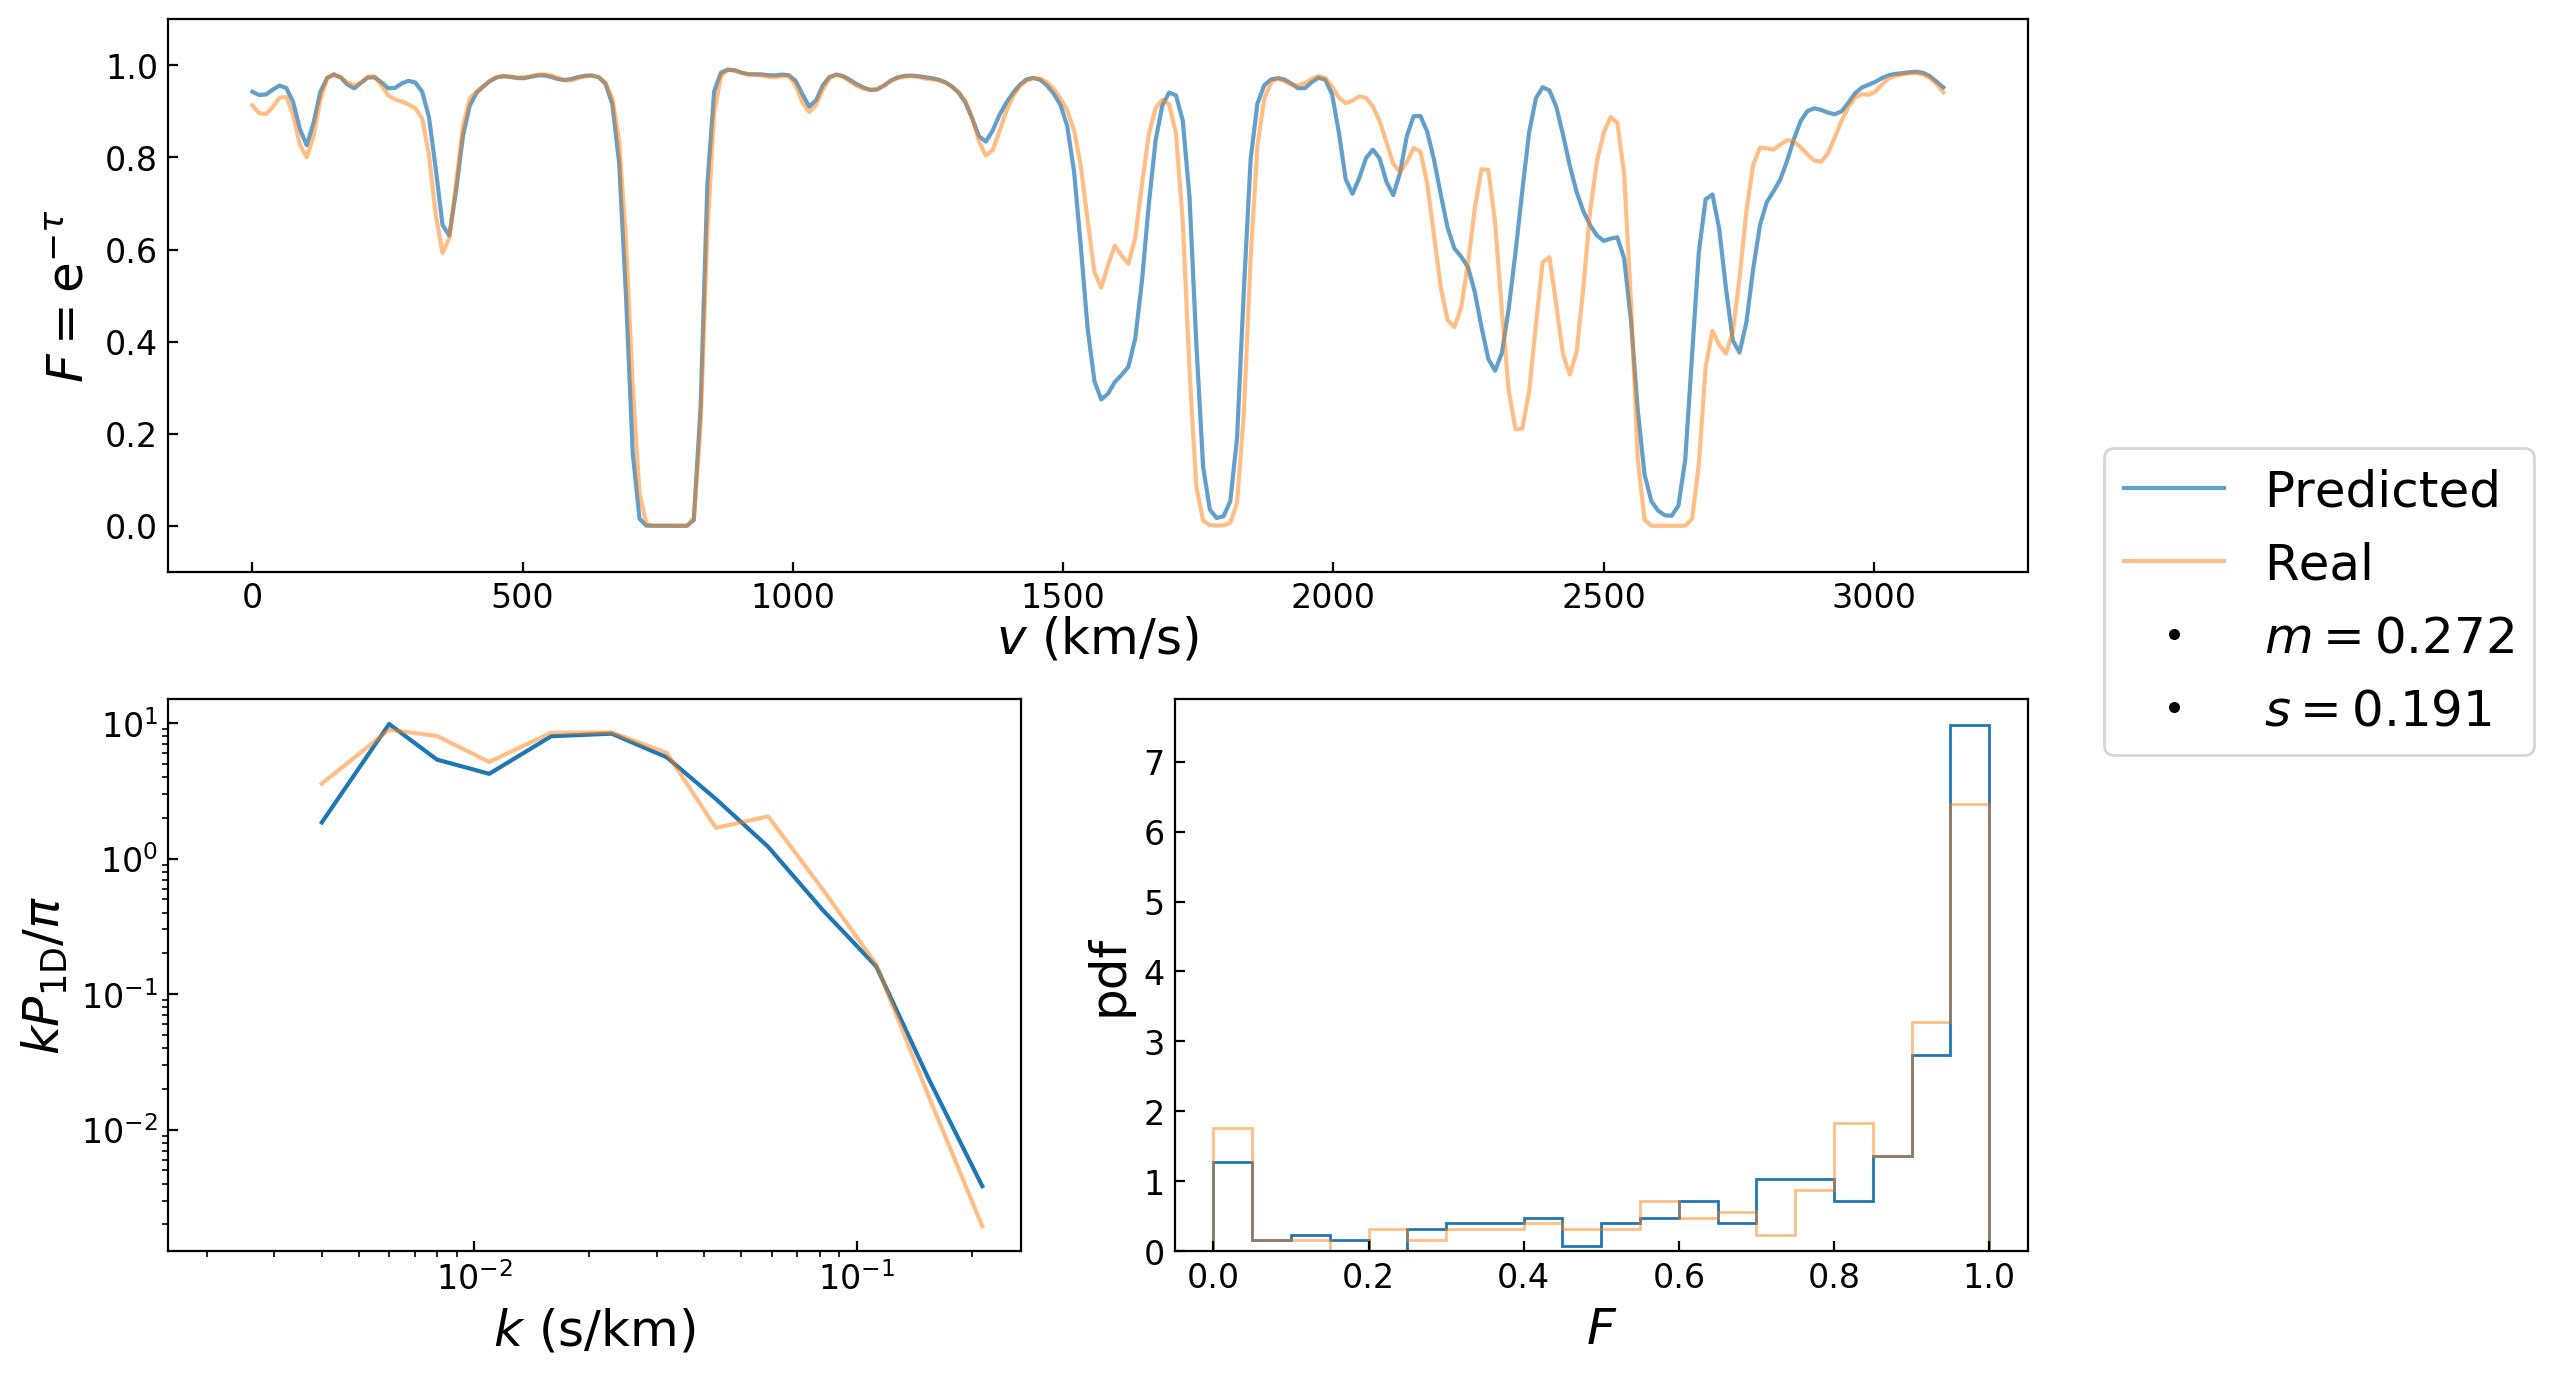 1.0
0.8
0.6
0.4
0.2
0.0
F = e^{−τ}
0 500 1000 1500 2000 2500 3000
v (km/s)
Predicted
Real
m = 0.272
s = 0.191
10^1
10^0
10^{−1}
10^{−2}
kP_{1D}/π
10^{−2} 10^{−1}
k (s/km)
7
6
5
4
3
2
1
0
pdf
0.0 0.2 0.4 0.6 0.8 1.0
F